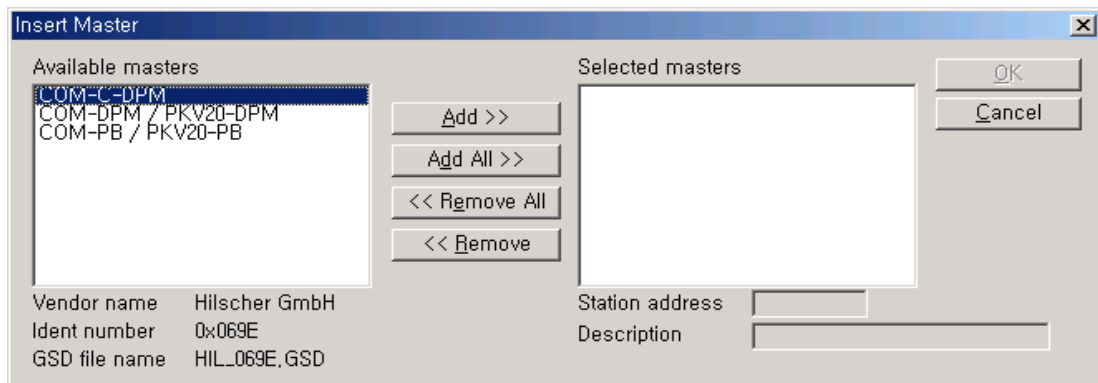 Insert Master
Available masters
COM-C-DPM
COM-DPM / PKV20-DPM
COM-PB / PKV20-PB
Vendor name Hilscher GmbH
Ident number 0x069E
GSD file name HIL_069E.GSD
Add >>
Add All >>
<< Remove All
<< Remove
Selected masters
Station address
Description
OK
Cancel